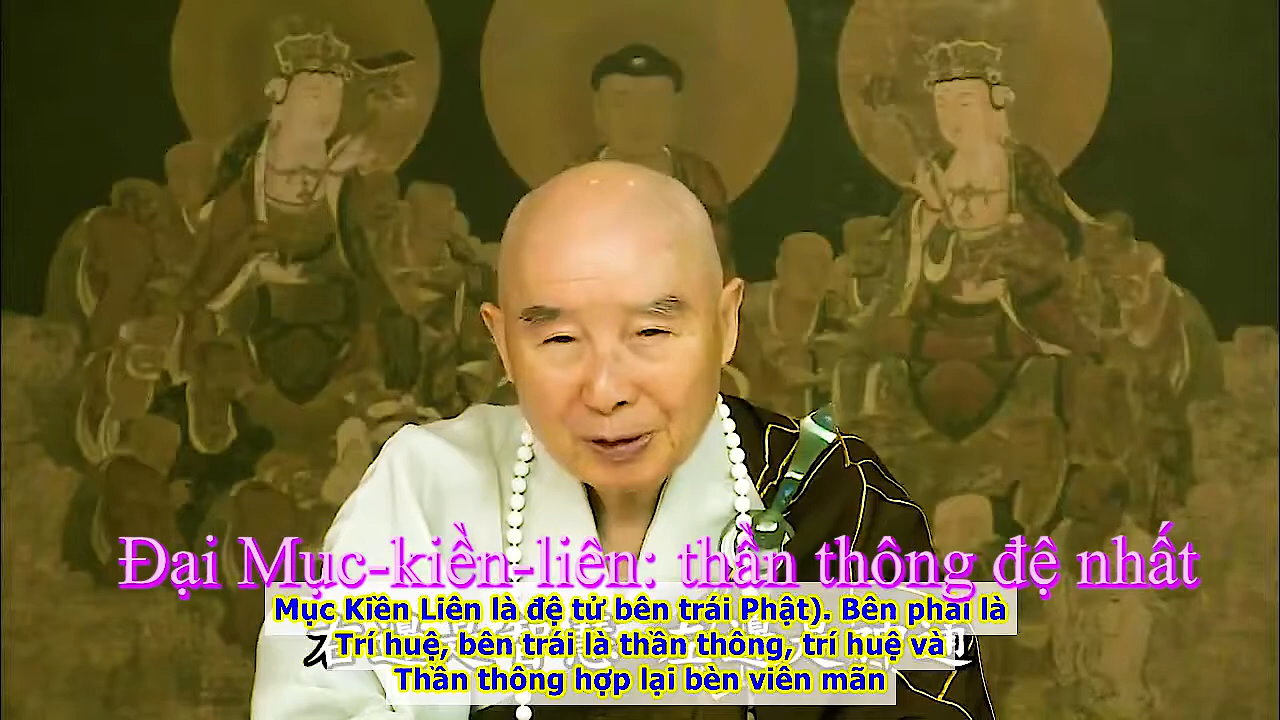 Đại Mục-kiền-liên: thần thông đệ nhất
Mục Kiền Liên là đệ tử bên trái Phật). Bên phải là
Trí huệ, bên trái là thần thông, trí huệ và
Thần thông hợp lại bèn viên mãn